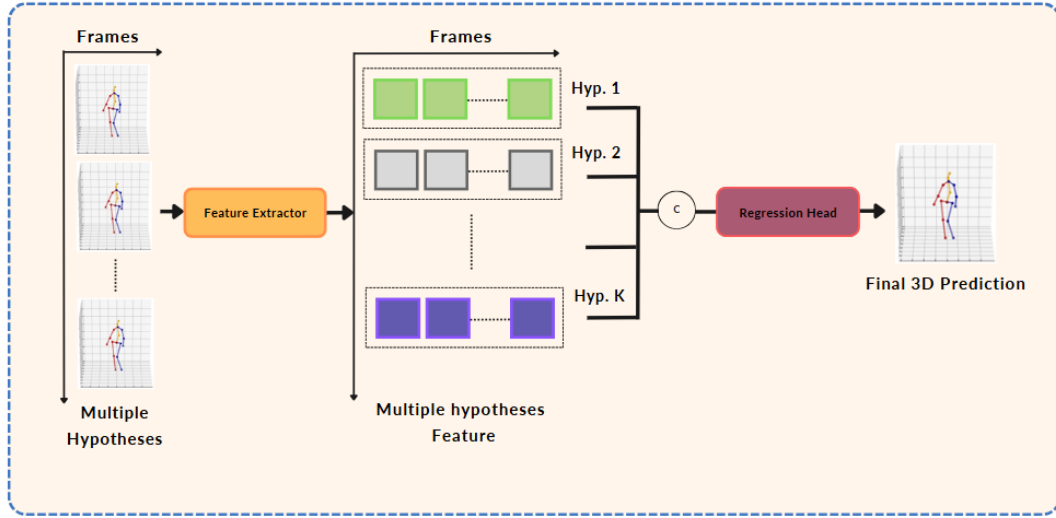 Frames
Frames
Hyp. 1
Hyp. 2
Feature Extractor
C
Regression Head
Final 3D Prediction
Hyp. K
Multiple
Hypotheses
Multiple hypotheses
Feature